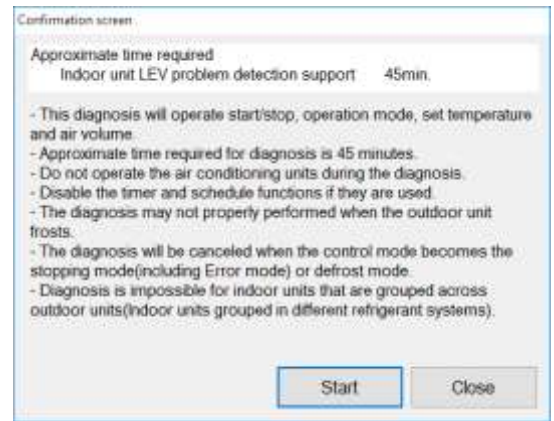 Confirmation screen
Approximate time required
Indoor unit LEV problem detection support 45min.
- This diagnosis will operate start/stop, operation mode, set temperature
and air volume.
- Approximate time required for diagnosis is 45 minutes.
- Do not operate the air conditioning units during the diagnosis.
- Disable the timer and schedule functions if they are used.
- The diagnosis may not properly performed when the outdoor unit
frosts.
- The diagnosis will be canceled when the control mode becomes the
stopping mode(including Error mode) or defrost mode.
- Diagnosis is impossible for indoor units that are grouped across
outdoor units(Indoor units grouped in different refrigerant systems).
Start Close